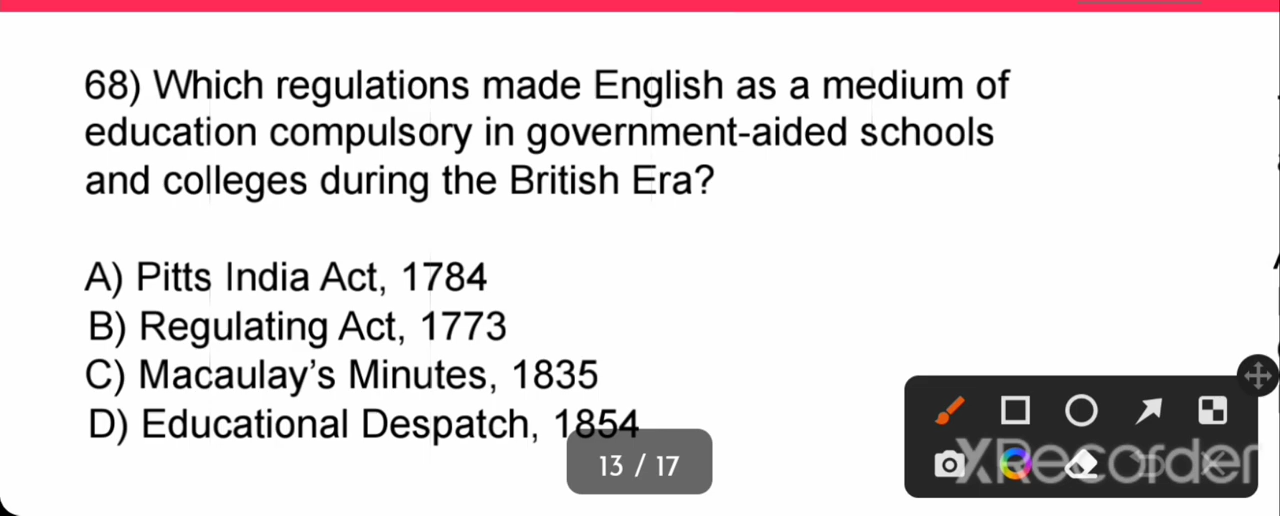 68) Which regulations made English as a medium of
education compulsory in government-aided schools
and colleges during the British Era?
A) Pitts India Act, 1784
B) Regulating Act, 1773
C) Macaulay's Minutes, 1835
D) Educational Despatch, 1854
13 / 17
XRecorder